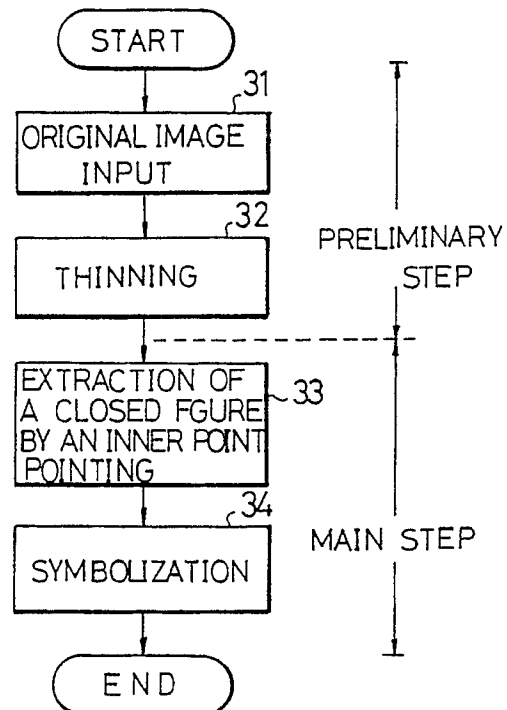 START
31
ORIGINAL IMAGE
INPUT
32
THINNING
PRELIMINARY
STEP
EXTRACTION OF
A CLOSED FGURE
BY AN INNER POINT
POINTING
33
34
SYMBOLIZATION
MAIN STEP
END